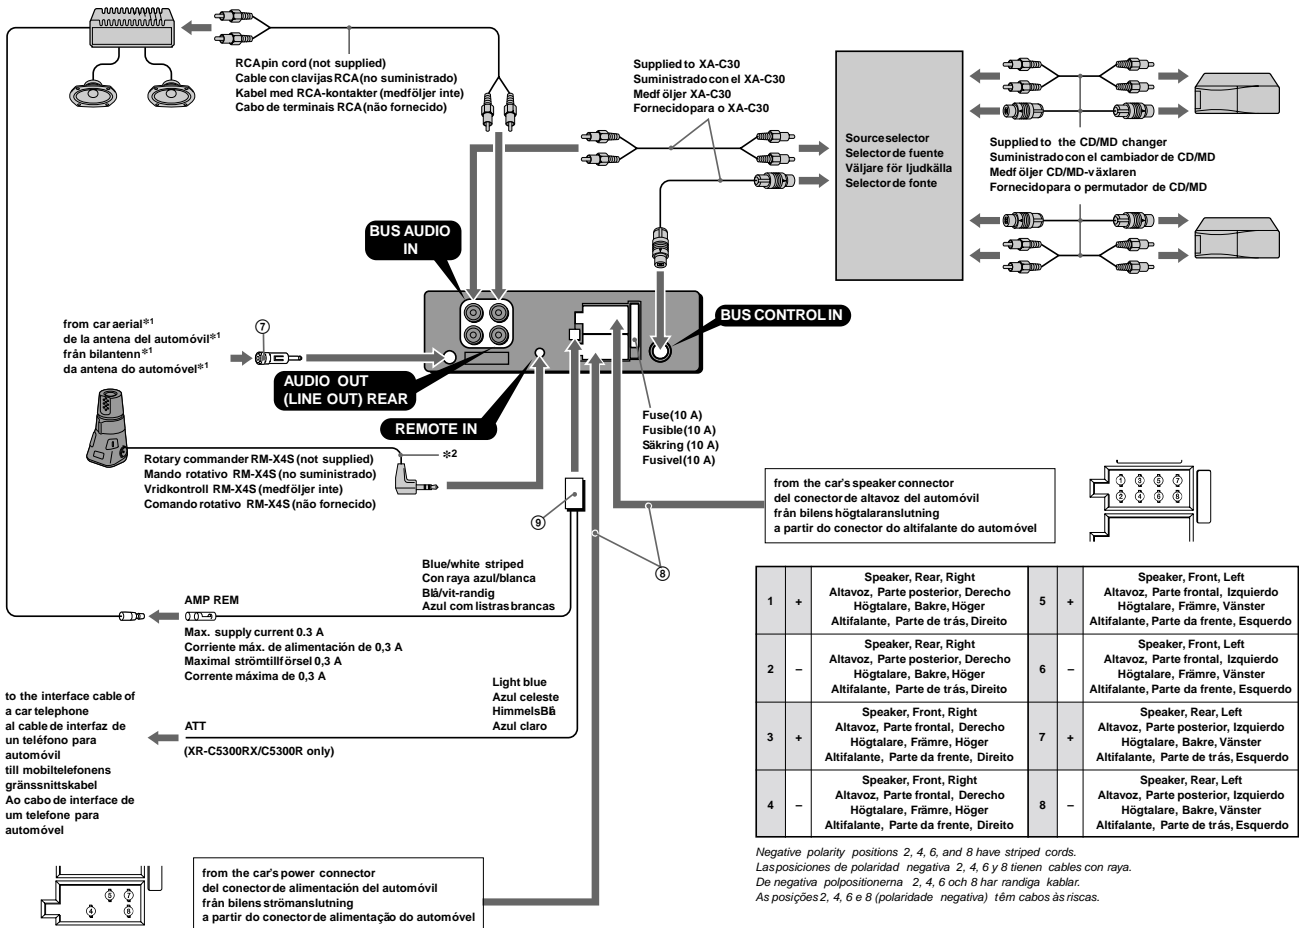 RCA pin cord (not supplied)
Cable con clavijas RCA (no suministrado)
Kabel med RCA-kontakter (medföljer inte)
Cabo de terminais RCA (não fornecido)
Supplied to XA-C30
Suministrado con el XA-C30
Medföljer XA-C30
Fornecido para o XA-C30
Source selector
Selector de fuente
Väljare för ljudkälla
Selector de fonte
Supplied to the CD/MD changer
Suministrado con el cambiador de CD/MD
Medföljer CD/MD-växlaren
Fornecido para o permutador de CD/MD
BUS AUDIO
IN
BUS CONTROL IN
from car aerial*1
de la antena del automóvil*1
från bilantenn*1
da antena do automóvel*1
⑦
AUDIO OUT
(LINE OUT) REAR
REMOTE IN
Fuse (10 A)
Fusible (10 A)
Säkring (10 A)
Fusivel (10 A)
*2
Rotary commander RM-X4S (not supplied)
Mando rotativo RM-X4S (no suministrado)
Vridkontroll RM-X4S (medföljer inte)
Comando rotativo RM-X4S (não fornecido)
⑨
⑧
from the car's speaker connector
del conector de altavoz del automóvil
från bilens högtalaranslutning
a partir do conector do altifalante do automóvel
1 3 5 7
2 4 6 8
Blue/white striped
Con raya azul/blanca
Blå/vit-randig
Azul com listras brancas
AMP REM
Max. supply current 0.3 A
Corriente máx. de alimentación de 0,3 A
Maximal strömtillförsel 0,3 A
Corrente máxima de 0,3 A
Light blue
Azul celeste
HimmelsBlå
Azul claro
to the interface cable of
a car telephone
al cable de interfaz de
un teléfono para
automóvil
till mobiltelefonens
gränssnittskabel
Ao cabo de interface de
um telefone para
automóvel
ATT
(XR-C5300RX/C5300R only)
1 + Speaker, Rear, Right
Altavoz, Parte posterior, Derecho
Högtalare, Bakre, Höger
Altifalante, Parte de trás, Direito
5 + Speaker, Front, Left
Altavoz, Parte frontal, Izquierdo
Högtalare, Främre, Vänster
Altifalante, Parte da frente, Esquerdo
2 – Speaker, Rear, Right
Altavoz, Parte posterior, Derecho
Högtalare, Bakre, Höger
Altifalante, Parte de trás, Direito
6 – Speaker, Front, Left
Altavoz, Parte frontal, Izquierdo
Högtalare, Främre, Vänster
Altifalante, Parte da frente, Esquerdo
3 + Speaker, Front, Right
Altavoz, Parte frontal, Derecho
Högtalare, Främre, Höger
Altifalante, Parte da frente, Direito
7 + Speaker, Rear, Left
Altavoz, Parte posterior, Izquierdo
Högtalare, Bakre, Vänster
Altifalante, Parte de trás, Esquerdo
4 – Speaker, Front, Right
Altavoz, Parte frontal, Derecho
Högtalare, Främre, Höger
Altifalante, Parte da frente, Direito
8 – Speaker, Rear, Left
Altavoz, Parte posterior, Izquierdo
Högtalare, Bakre, Vänster
Altifalante, Parte de trás, Esquerdo
Negative polarity positions 2, 4, 6, and 8 have striped cords.
Las posiciones de polaridad negativa 2, 4, 6 y 8 tienen cables con raya.
De negativa polpositionerna 2, 4, 6 och 8 har randiga kablar.
As posições 2, 4, 6 e 8 (polaridade negativa) têm cabos às riscas.
5 7
4 8
from the car's power connector
del conector de alimentación del automóvil
från bilens strömanslutning
a partir do conector de alimentação do automóvel